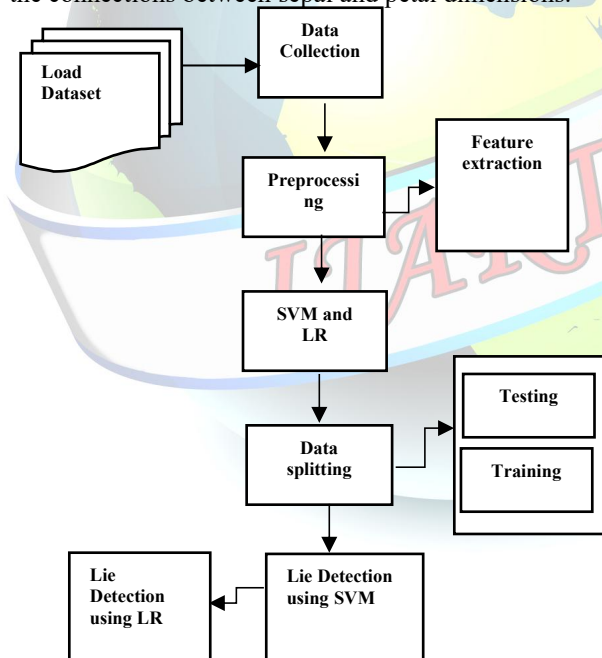 the connections between sepal and petal dimensions.
Load
Dataset
Data
Collection
Preprocessi
ng
Feature
extraction
SVM and
LR
Data
splitting
Testing
Training
Lie
Detection
using LR
Lie Detection
using SVM